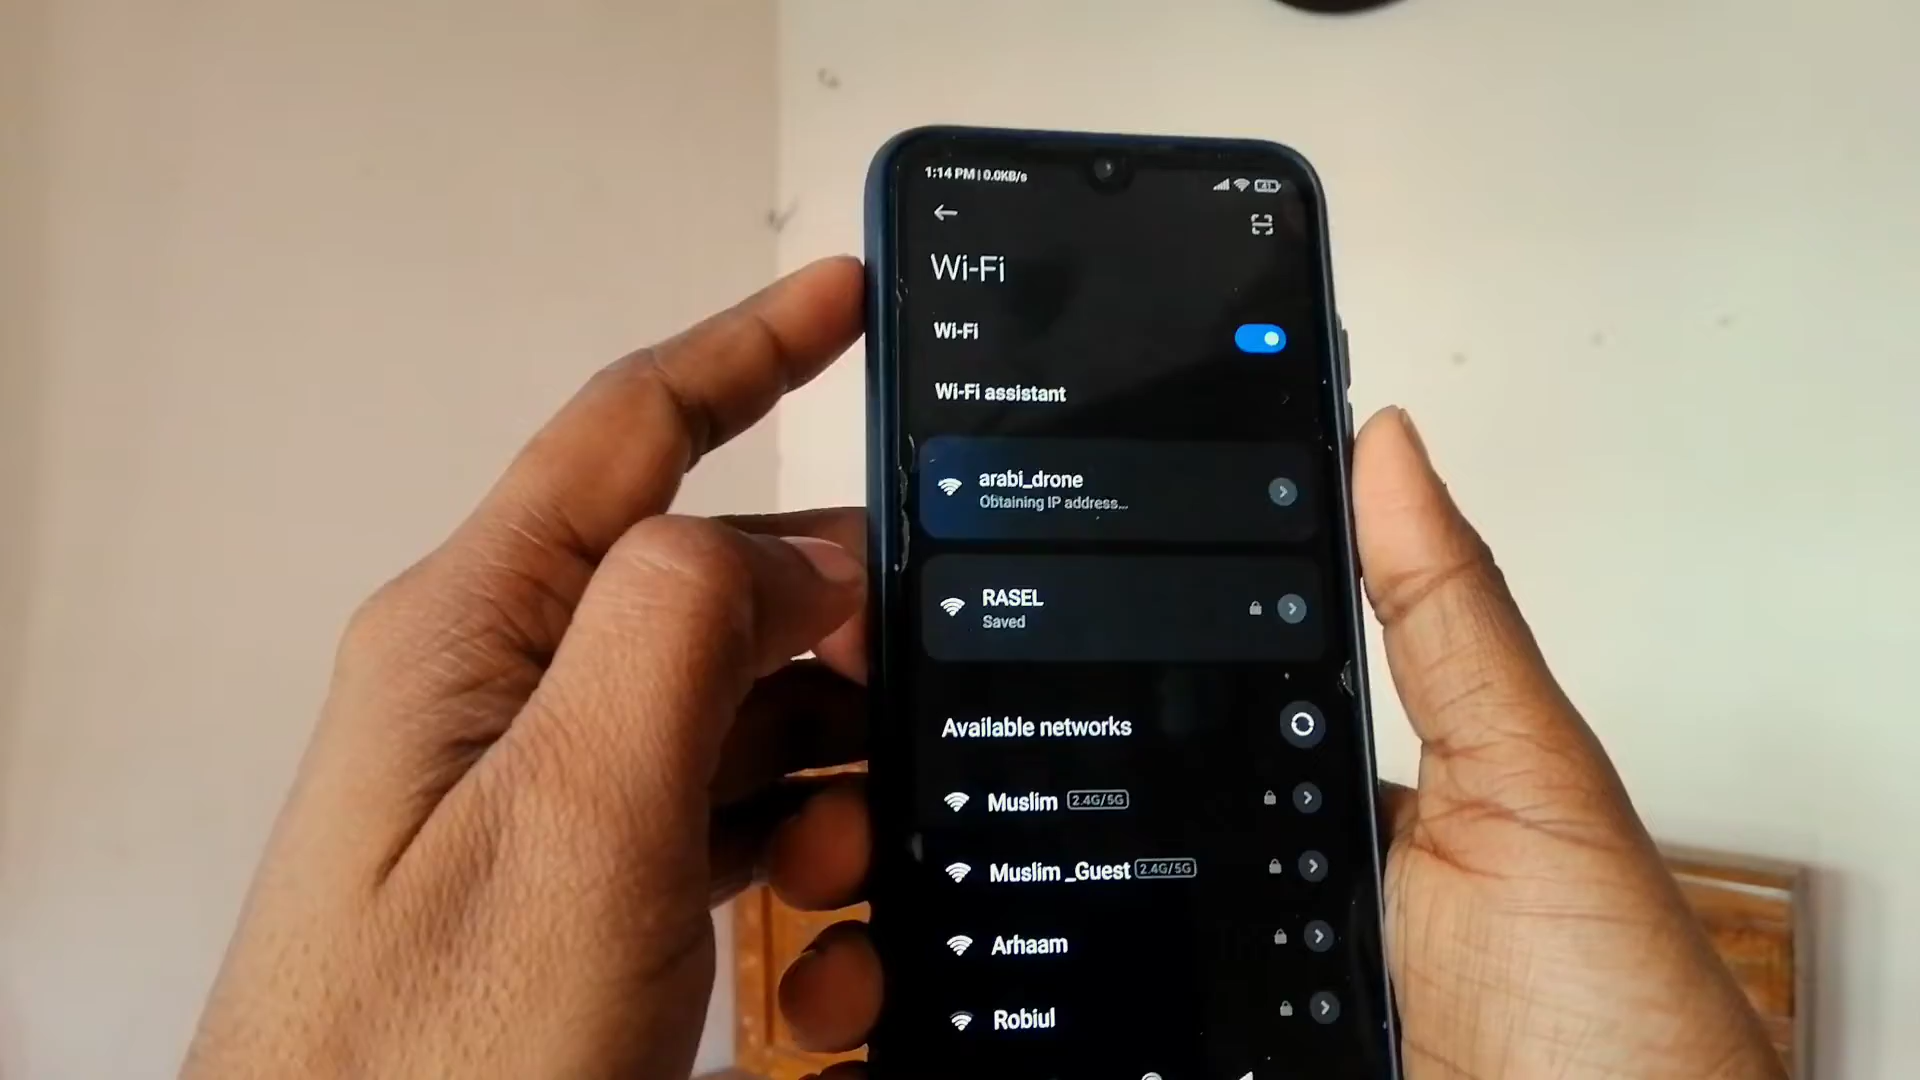 1:14 PM | 0.0KB/s
Wi-Fi
Wi-Fi
Wi-Fi assistant
arabi_drone
Obtaining IP address...
RASEL
Saved
Available networks
Muslim 2.4G/5G
Muslim _Guest 2.4G/5G
Arhaam
Robiul